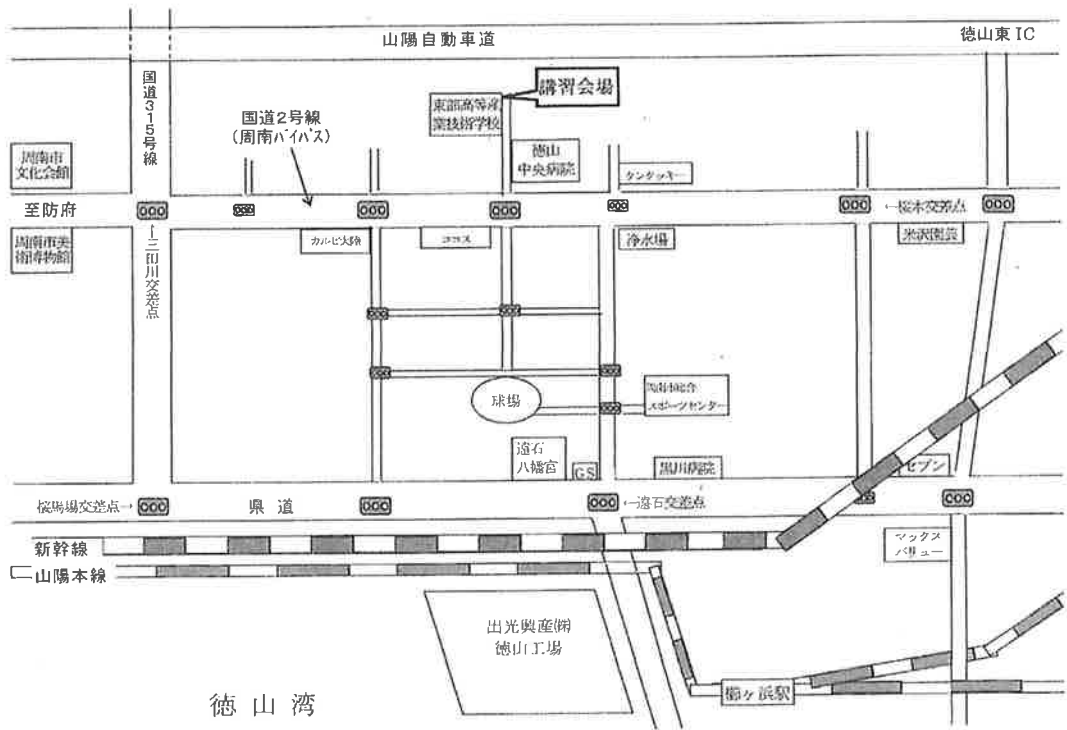 山陽自動車道
徳山東IC
国道315号線
講習会場
東部高等産
業技術学校
国道2号線
(周南バイパス)
徳山
中央病院
周南市
文化会館
ケンタッキー
至防府
←桜木交差点
周南市美
術博物館
←三田川交差点
カルビ大陸
ココス
浄水場
米沢園芸
球場
周南市総合
スポーツセンター
遠石
八幡宮
GS
黒川病院
セブン
桜馬場交差点→
県道
←遠石交差点
新幹線
マックス
バリュー
山陽本線
出光興産㈱
徳山工場
櫛ヶ浜駅
徳山湾